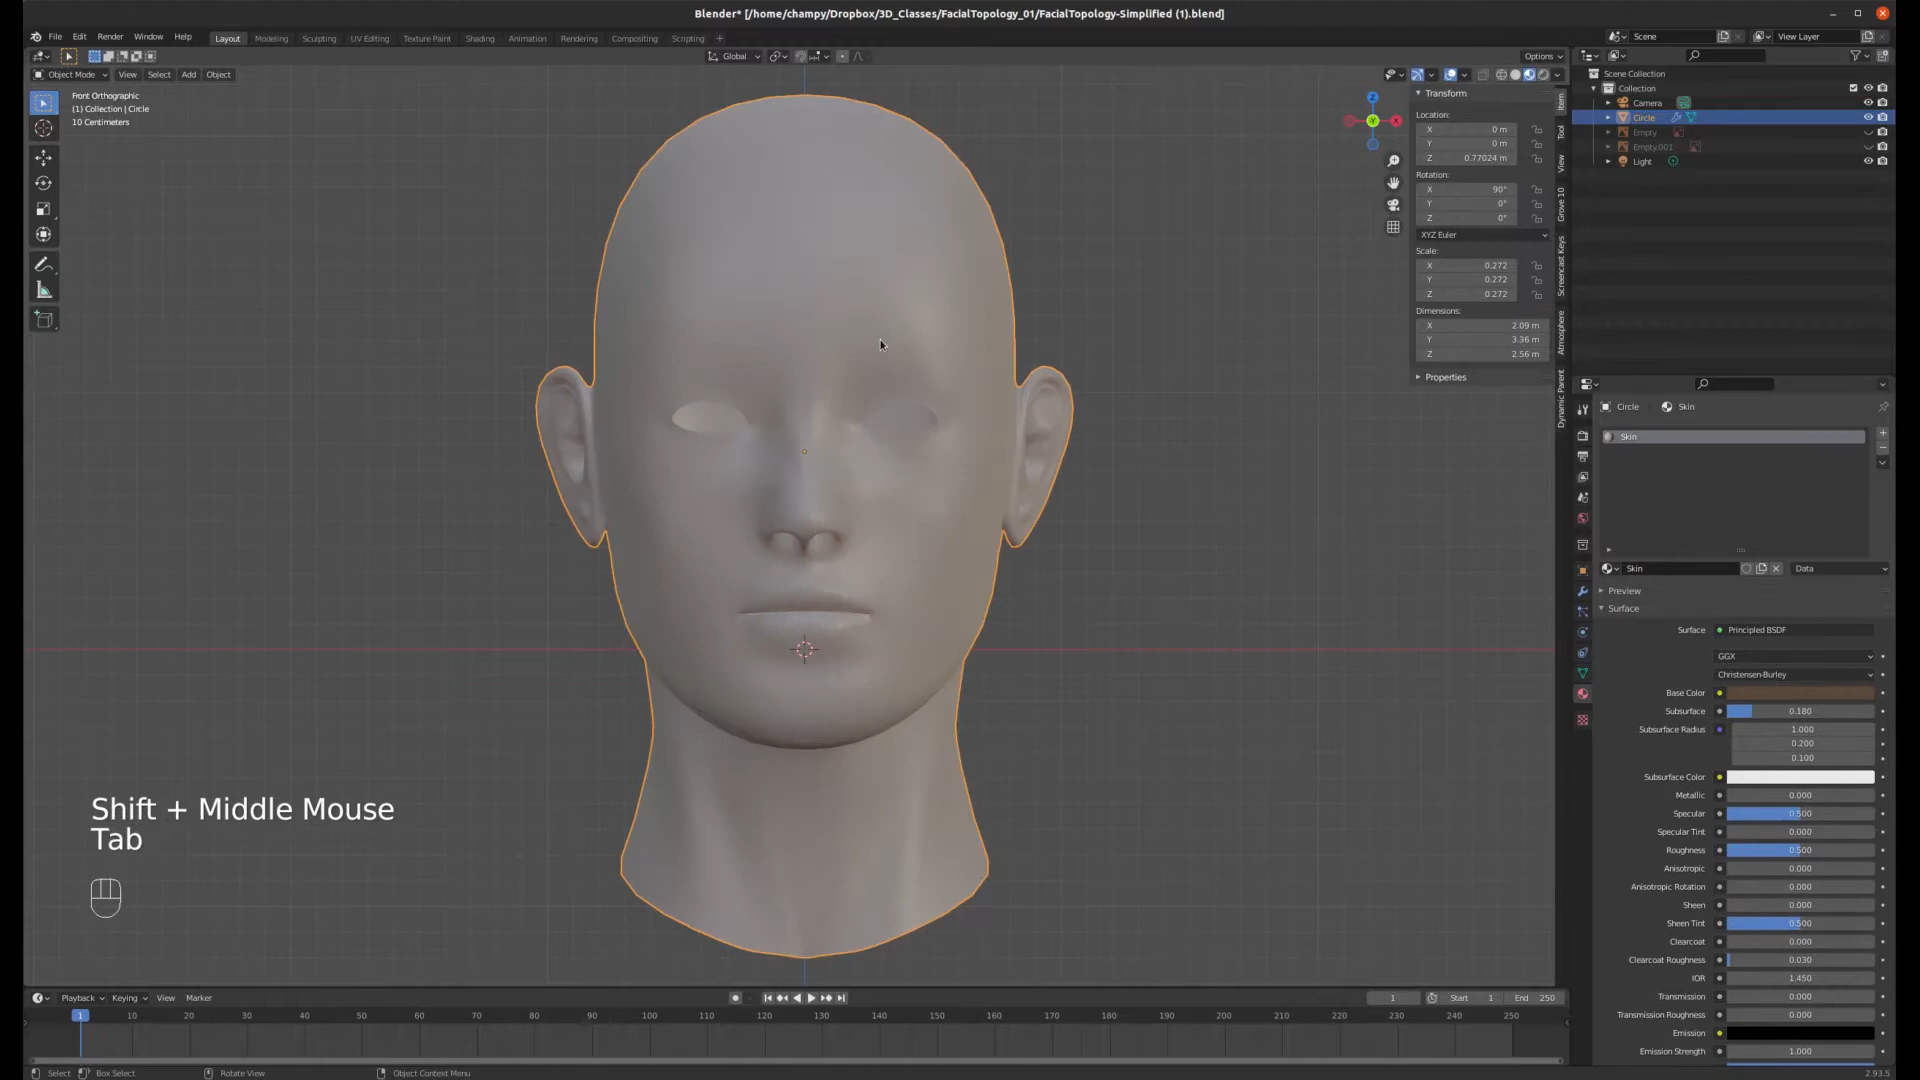 Blender* [/home/champy/Dropbox/3D_Classes/FacialTopology_01/FacialTopology-Simplified (1).blend]
File Edit Render Window Help Layout Modeling Sculpting UV Editing Texture Paint Shading Animation Rendering Compositing Scripting + Scene View Layer
Global Options
Object Mode View Select Add Object
Front Orthographic
(1) Collection | Circle
10 Centimeters
Transform
Location:
X 0 m
Y 0 m
Z 0.77024 m
Rotation:
X 90°
Y 0°
Z 0°
XYZ Euler
Scale:
X 0.272
Y 0.272
Z 0.272
Dimensions:
X 2.09 m
Y 3.36 m
Z 2.56 m
Properties
Item
Tool
View
Grove 10
Screencast Keys
Atmosphere
Dynamic Parent
Z
Y
X
Scene Collection
Collection
Camera
Circle
Empty
Empty.001
Light
Circle Skin
Skin
Skin Data
Preview
Surface
Surface Principled BSDF
GGX
Christensen-Burley
Base Color
Subsurface 0.180
Subsurface Radius 1.000
0.200
0.100
Subsurface Color
Metallic 0.000
Specular 0.500
Specular Tint 0.000
Roughness 0.500
Anisotropic 0.000
Anisotropic Rotation 0.000
Sheen 0.000
Sheen Tint 0.500
Clearcoat 0.000
Clearcoat Roughness 0.030
IOR 1.450
Transmission 0.000
Transmission Roughness 0.000
Emission
Emission Strength 1.000
Shift + Middle Mouse
Tab
Playback Keying View Marker 1 Start 1 End 250
1 10 20 30 40 50 60 70 80 90 100 110 120 130 140 150 160 170 180 190 200 210 220 230 240 250
Select Box Select Rotate View Object Context Menu 2.93.5